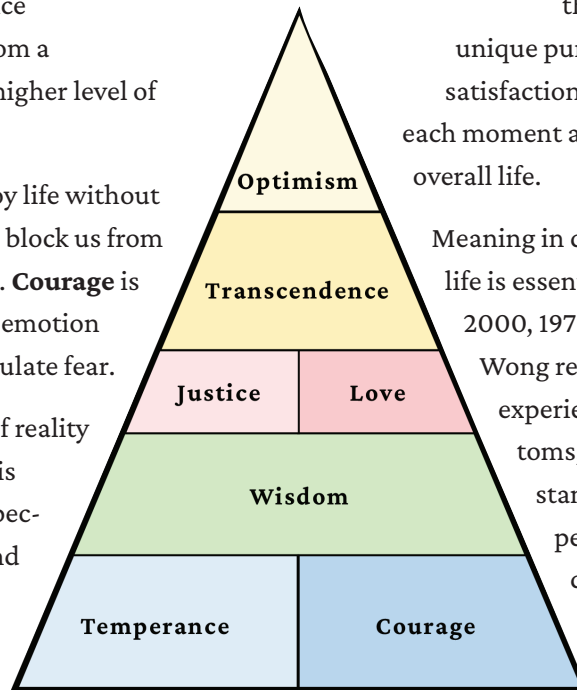 ce
om a
higher level of
by life without
block us from
. Courage is
emotion
ulate fear.
f reality
is
pec-
nd
Optimism
Transcendence
Justice Love
Wisdom
Temperance Courage
th
unique pur
satisfaction
each moment a
overall life.
Meaning in
life is essen
2000, 197
Wong re
experie
toms,
star
pe